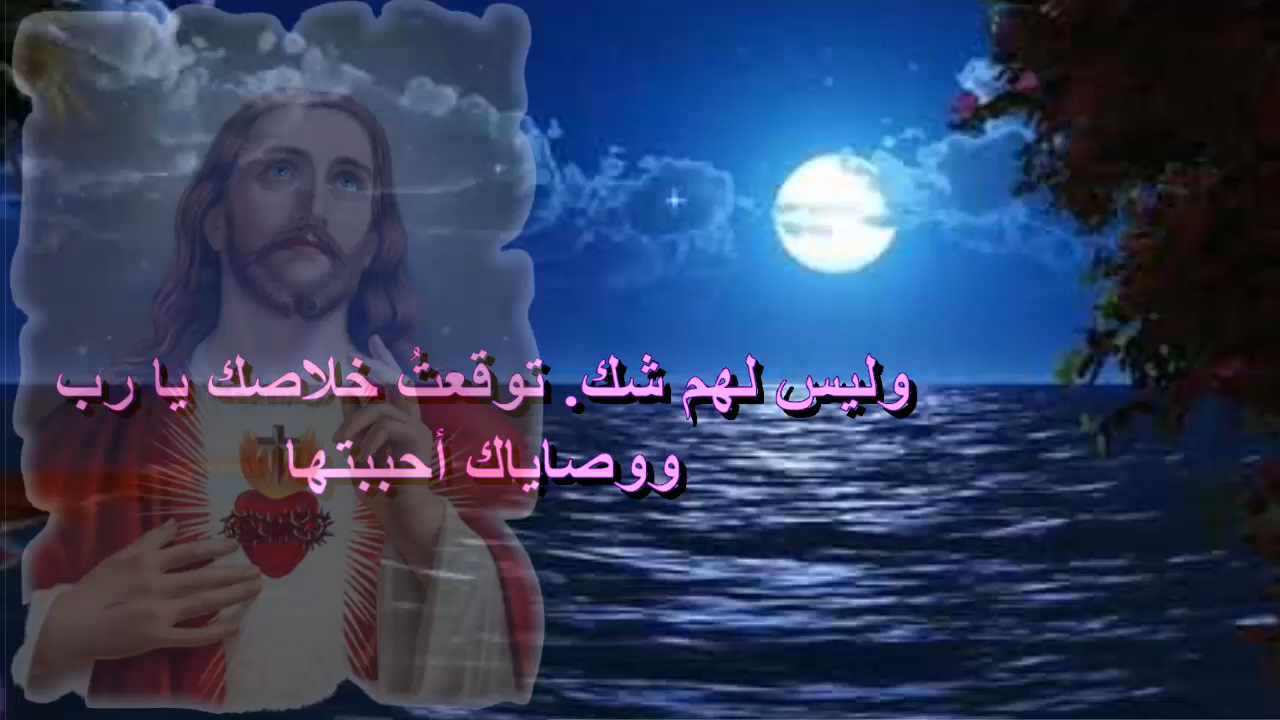 وليس لهم شك. توقعتُ خلاصك يا رب
ووصاياك أحببتها